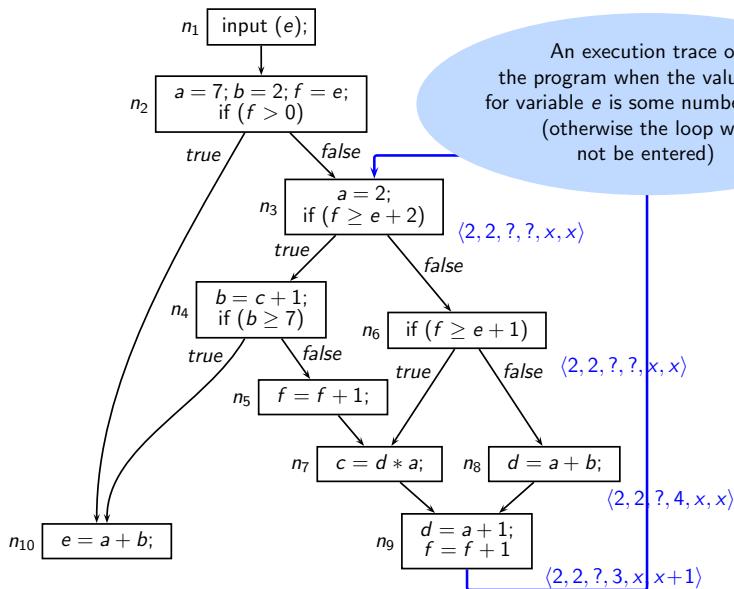 n1 input (e);
n2 a = 7; b = 2; f = e;
if (f > 0)
true
false
n3 a = 2;
if (f ≥ e + 2)
⟨2, 2, ?, ?, x, x⟩
true
false
n4 b = c + 1;
if (b ≥ 7)
true
false
n6 if (f ≥ e + 1)
⟨2, 2, ?, ?, x, x⟩
true
false
n5 f = f + 1;
n7 c = d ∗ a;
n8 d = a + b;
⟨2, 2, ?, 4, x, x⟩
n10 e = a + b;
n9 d = a + 1;
f = f + 1
⟨2, 2, ?, 3, x, x+1⟩
An execution trace o
the program when the valu
for variable e is some numbe
(otherwise the loop w
not be entered)